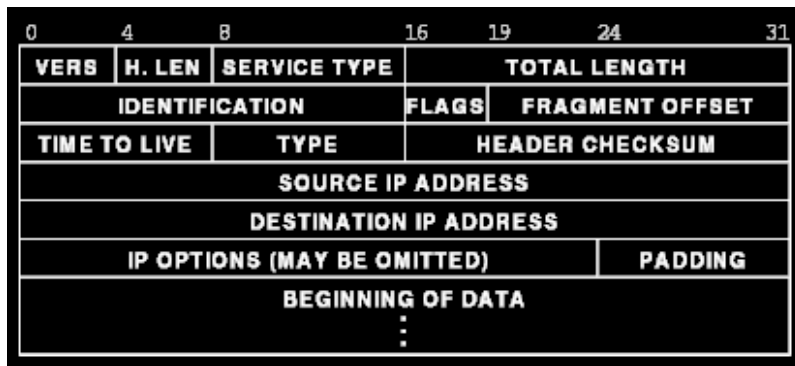 0 4 8 16 19 24 31
VERS H. LEN SERVICE TYPE TOTAL LENGTH
IDENTIFICATION FLAGS FRAGMENT OFFSET
TIME TO LIVE TYPE HEADER CHECKSUM
SOURCE IP ADDRESS
DESTINATION IP ADDRESS
IP OPTIONS (MAY BE OMITTED) PADDING
BEGINNING OF DATA
⋮